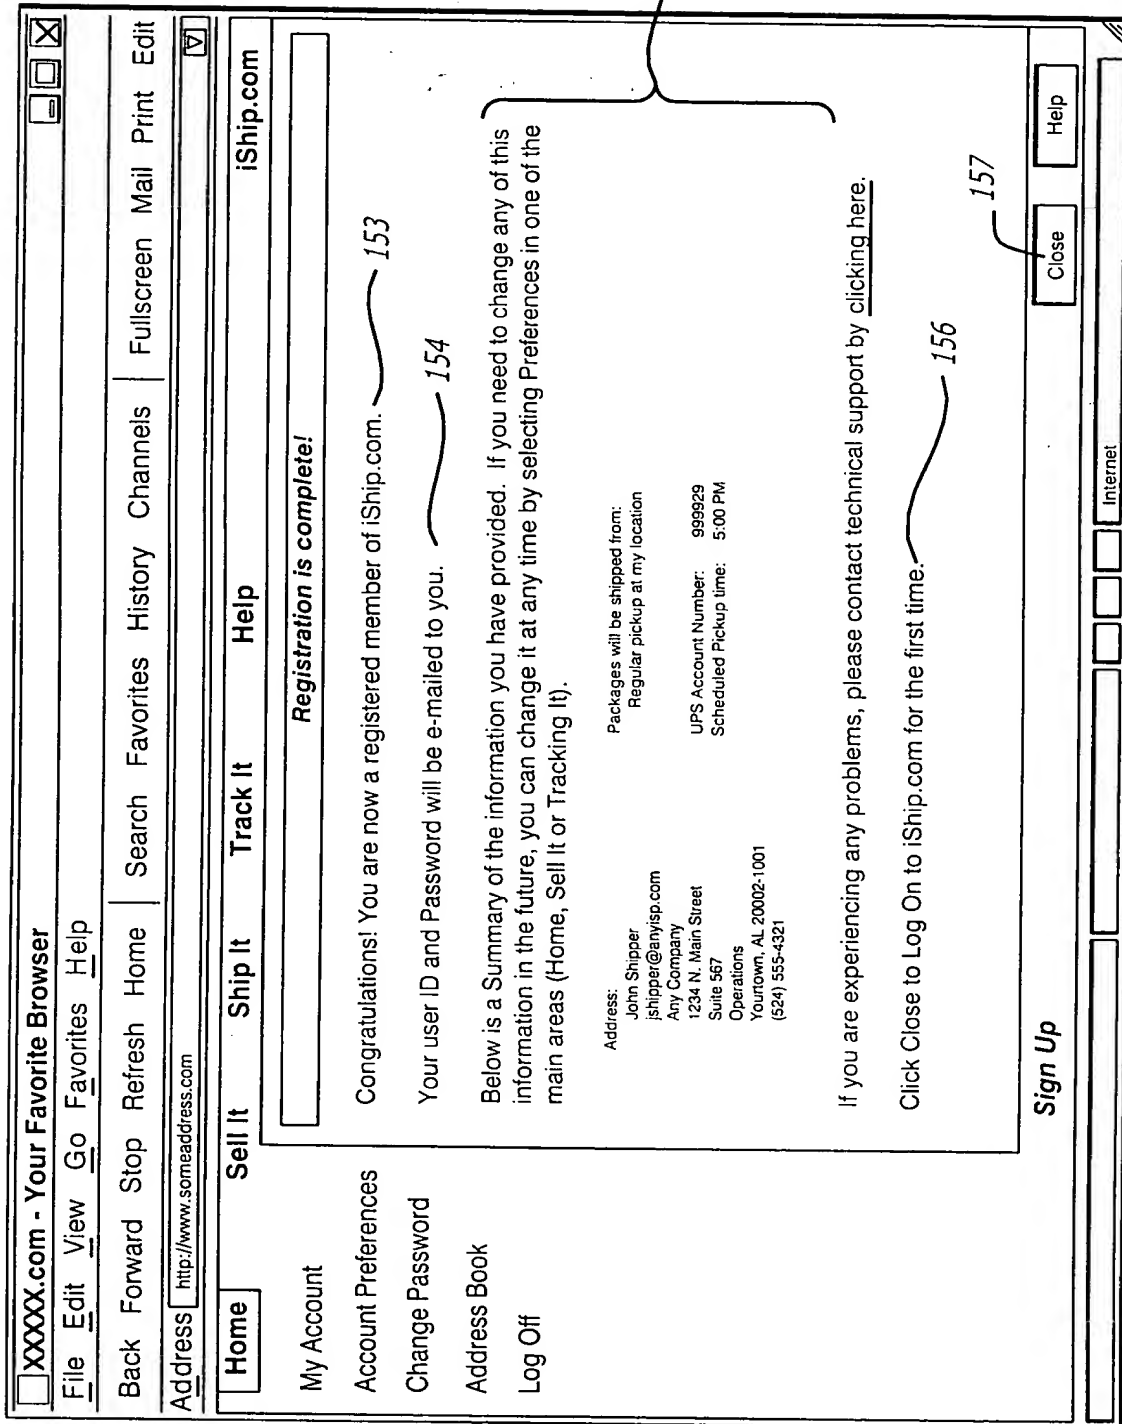 XXXXX.com - Your Favorite Browser
File Edit View Go Favorites Help
Back Forward Stop Refresh Home Search Favorites History Channels Fullscreen Mail Print Edit
Address http://www.someaddress.com
Home Sell It Ship It Track It Help iShip.com
My Account
Account Preferences
Change Password
Address Book
Log Off
Registration is complete!
Congratulations! You are now a registered member of iShip.com. 153
Your user ID and Password will be e-mailed to you. 154
Below is a Summary of the information you have provided. If you need to change any of this
information in the future, you can change it at any time by selecting Preferences in one of the
main areas (Home, Sell It or Tracking It).
Address:
John Shipper
jshipper@anyisp.com
Any Company
1234 N. Main Street
Suite 567
Operations
Yourtown, AL 20002-1001
(524) 555-4321
Packages will be shipped from:
Regular pickup at my location
UPS Account Number: 999929
Scheduled Pickup time: 5:00 PM
If you are experiencing any problems, please contact technical support by clicking here.
Click Close to Log On to iShip.com for the first time. 156
157
Sign Up Close Help
Internet